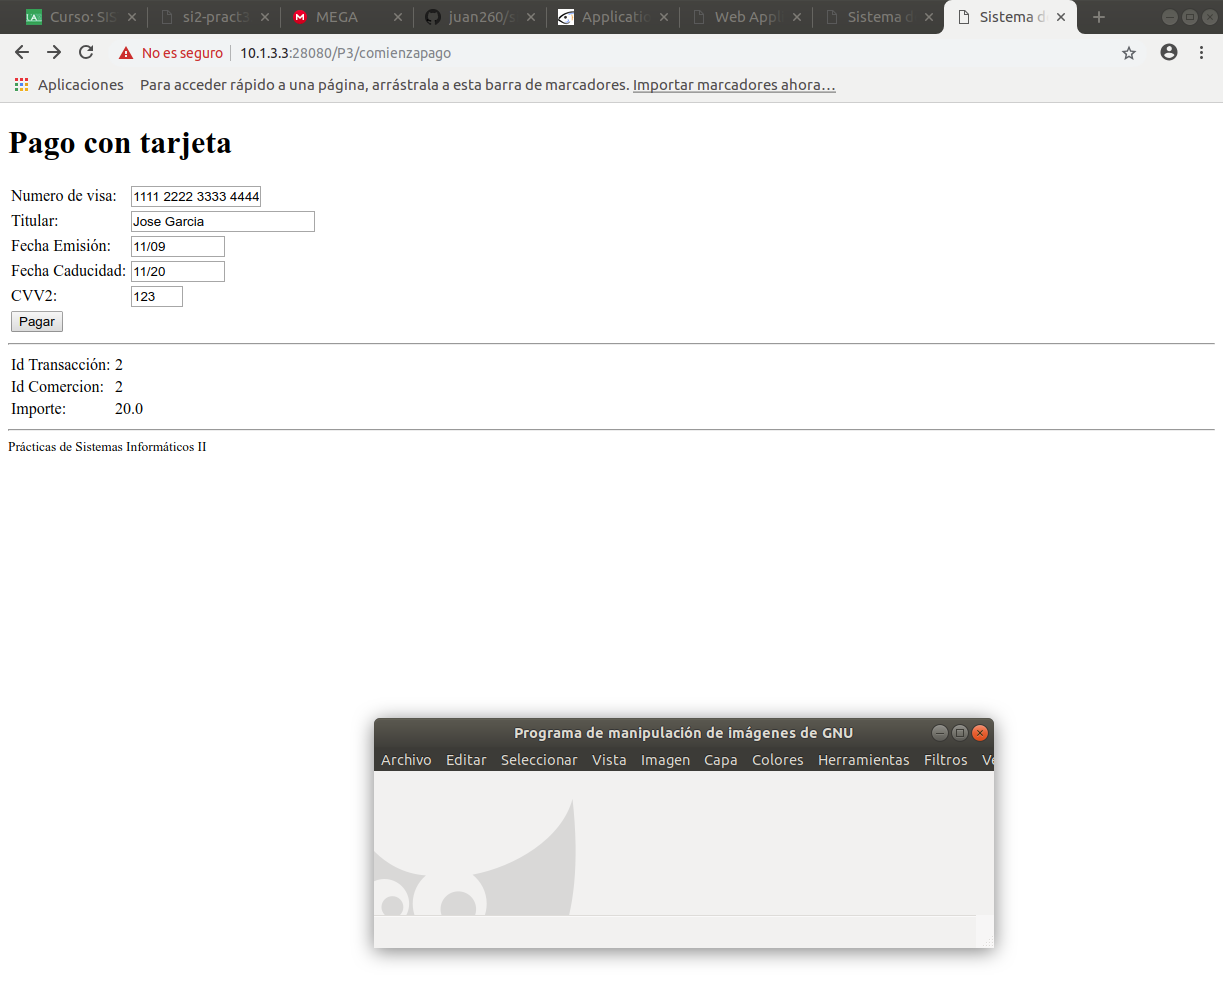 Curso: SIS
si2-pract3
MEGA
juan260/s
Applicatio
Web Appl
Sistema d
Sistema d
No es seguro
10.1.3.3:28080/P3/comienzapago
Aplicaciones
Para acceder rápido a una página, arrástrala a esta barra de marcadores. Importar marcadores ahora…
Pago con tarjeta
Numero de visa: 1111 2222 3333 4444
Titular: Jose Garcia
Fecha Emisión: 11/09
Fecha Caducidad: 11/20
CVV2: 123
Pagar
Id Transacción: 2
Id Comercion: 2
Importe: 20.0
Prácticas de Sistemas Informáticos II
Programa de manipulación de imágenes de GNU
Archivo Editar Seleccionar Vista Imagen Capa Colores Herramientas Filtros Ve